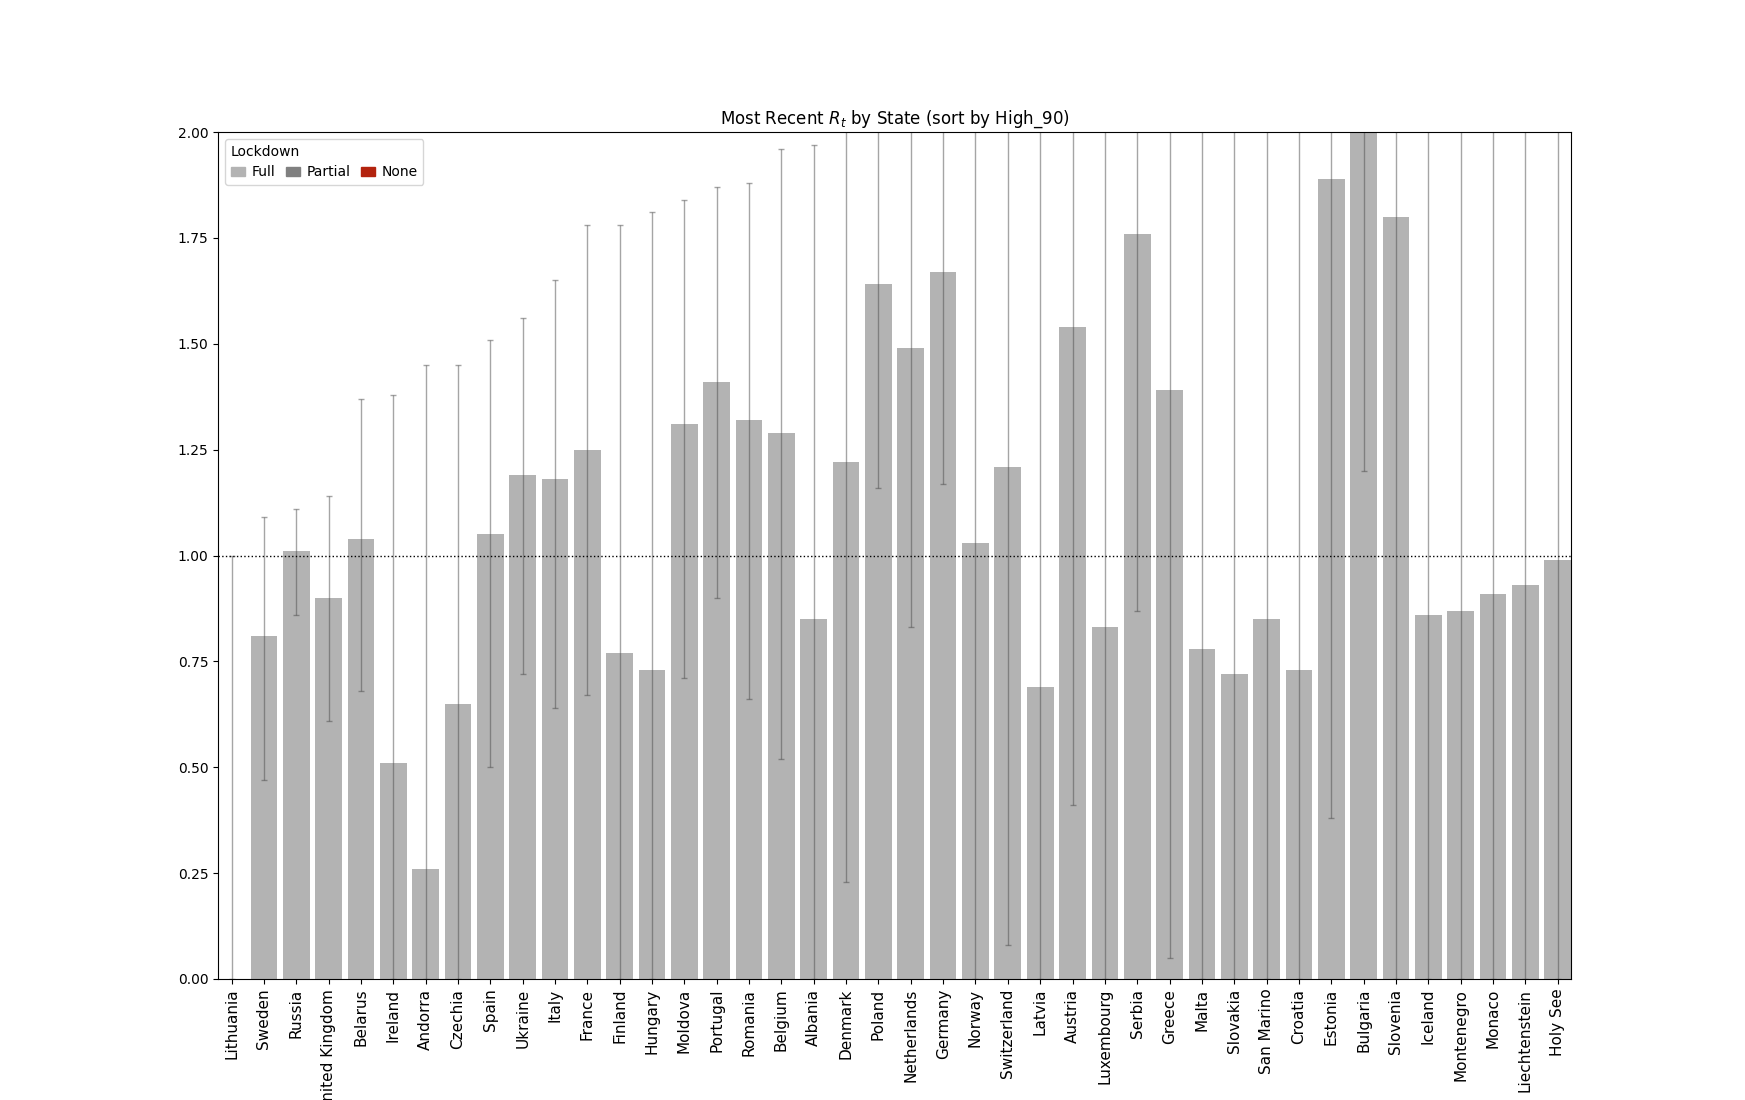 Most Recent R_t by State (sort by High_90)
Lockdown
Full Partial None
2.00
1.75
1.50
1.25
1.00
0.75
0.50
0.25
0.00
Lithuania
Sweden
Russia
nited Kingdom
Belarus
Ireland
Andorra
Czechia
Spain
Ukraine
Italy
France
Finland
Hungary
Moldova
Portugal
Romania
Belgium
Albania
Denmark
Poland
Netherlands
Germany
Norway
Switzerland
Latvia
Austria
Luxembourg
Serbia
Greece
Malta
Slovakia
San Marino
Croatia
Estonia
Bulgaria
Slovenia
Iceland
Montenegro
Monaco
Liechtenstein
Holy See